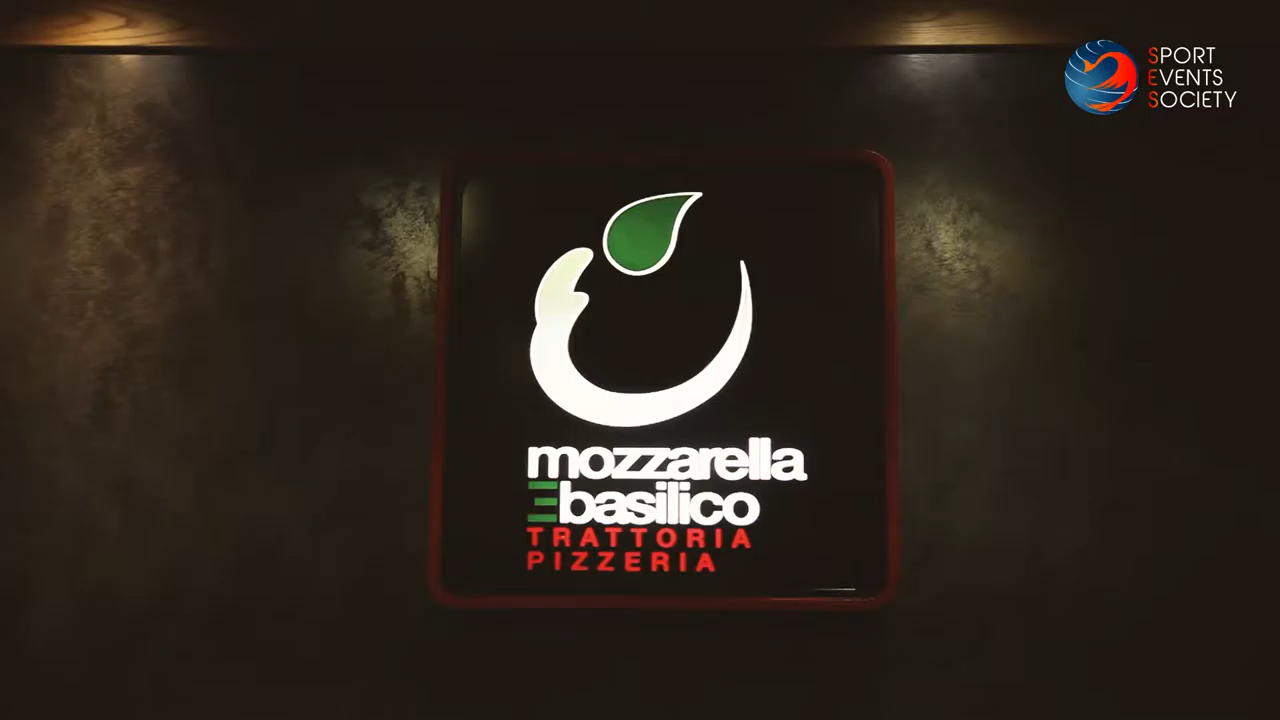 SPORT
EVENTS
SOCIETY
mozzarella
E basilico
TRATTORIA
PIZZERIA